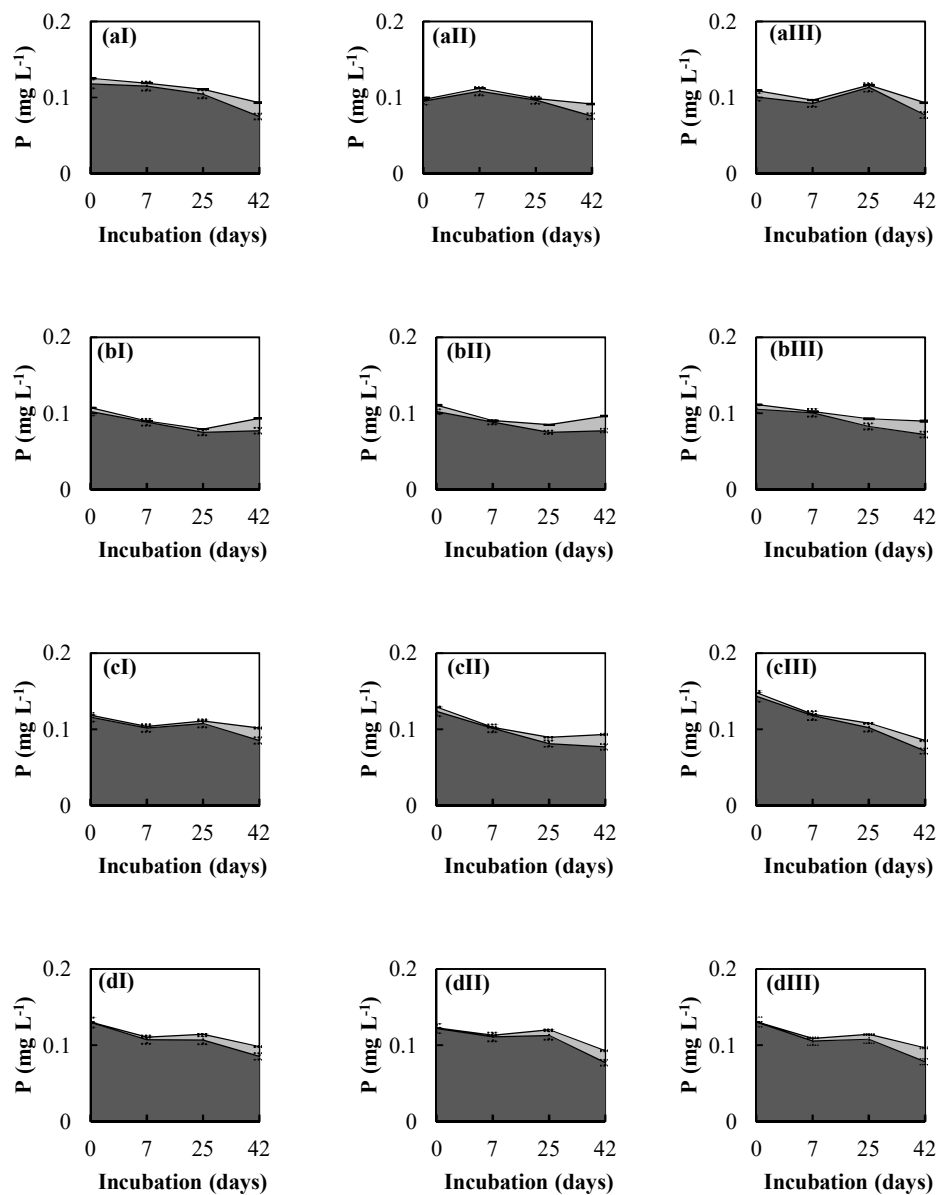 0.2
(aI)
0.1
0
P (mg L-1)
0 7 25 42
Incubation (days)
0.2
(aII)
0.1
0
P (mg L-1)
0 7 25 42
Incubation (days)
0.2
(aIII)
0.1
0
P (mg L-1)
0 7 25 42
Incubation (days)
0.2
(bI)
0.1
0
P (mg L-1)
0 7 25 42
Incubation (days)
0.2
(bII)
0.1
0
P (mg L-1)
0 7 25 42
Incubation (days)
0.2
(bIII)
0.1
0
P (mg L-1)
0 7 25 42
Incubation (days)
0.2
(cI)
0.1
0
P (mg L-1)
0 7 25 42
Incubation (days)
0.2
(cII)
0.1
0
P (mg L-1)
0 7 25 42
Incubation (days)
0.2
(cIII)
0.1
0
P (mg L-1)
0 7 25 42
Incubation (days)
0.2
(dI)
0.1
0
P (mg L-1)
0 7 25 42
Incubation (days)
0.2
(dII)
0.1
0
P (mg L-1)
0 7 25 42
Incubation (days)
0.2
(dIII)
0.1
0
P (mg L-1)
0 7 25 42
Incubation (days)